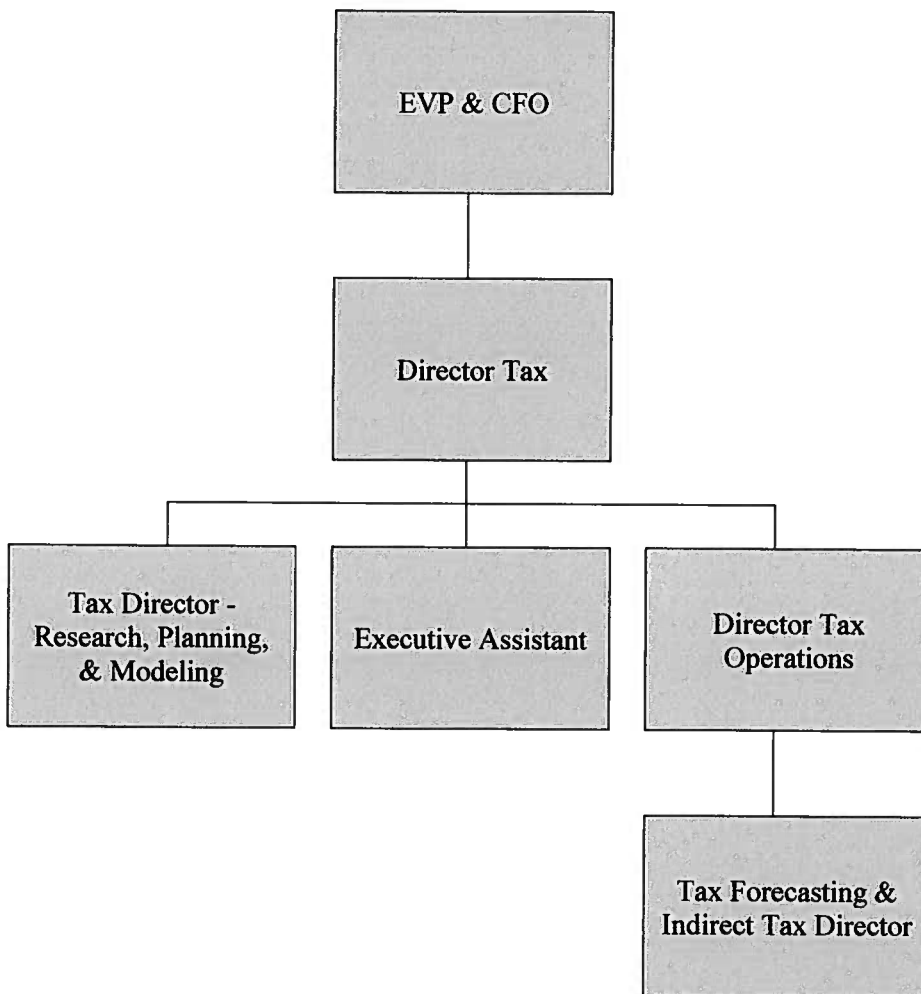 EVP & CFO
Director Tax
Tax Director -
Research, Planning,
& Modeling
Executive Assistant
Director Tax
Operations
Tax Forecasting &
Indirect Tax Director